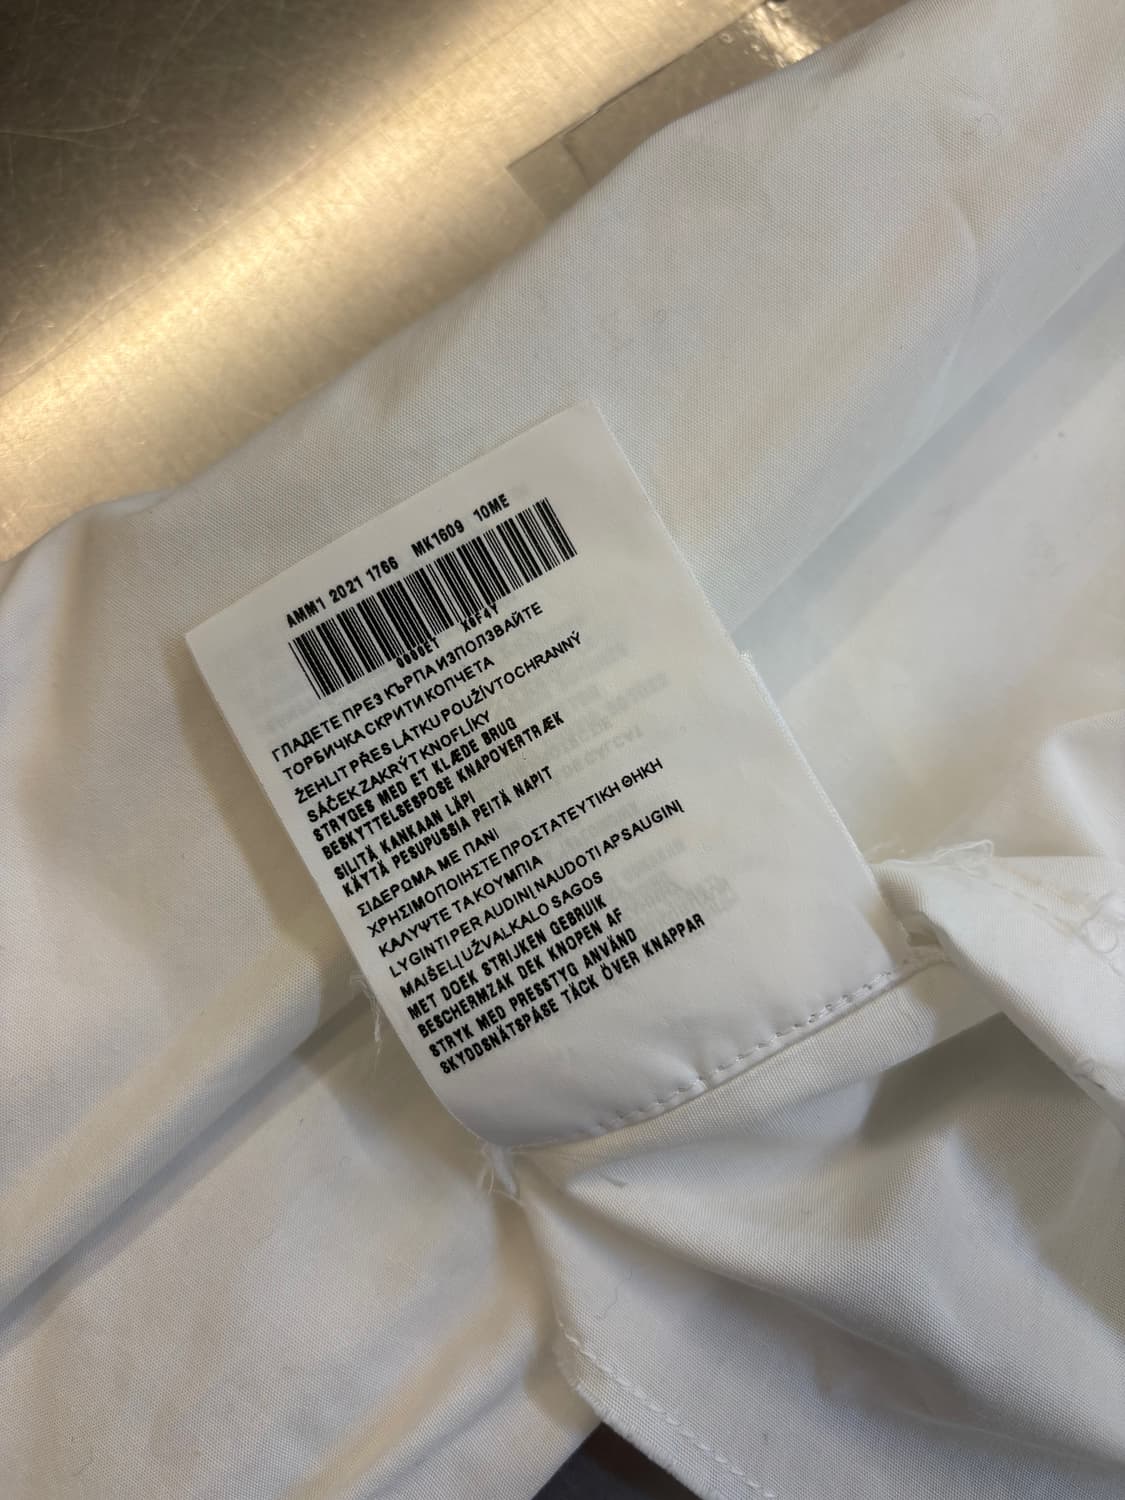 AMM1 2021 1766 MK1609 10ME
0000ET X0F4Y
ГЛАДЕТЕ ПРЕЗ КЪРПА ИЗПОЛЗВАЙТЕ
ТОРБИЧКА СКРИТИ КОПЧЕТА
ŽEHLIT PŘES LÁTKU POUŽÍVTOCHRANNÝ
SÁČEK ZAKRÝT KNOFLÍKY
STRYGES MED ET KLÆDE BRUG
BESKYTTELSESPOSE KNAPOVERTRÆK
SILITÄ KANKAAN LÄPI
KÄYTÄ PESUPUSSIA PEITÄ NAPIT
ΣΙΔΕΡΩΜΑ ΜΕ ΠΑΝΙ
ΧΡΗΣΙΜΟΠΟΙΗΣΤΕ ΠΡΟΣΤΑΤΕΥΤΙΚΗ ΘΗΚΗ
ΚΑΛΥΨΤΕ ΤΑ ΚΟΥΜΠΙΑ
LYGINTI PER AUDINĮ NAUDOTI APSAUGINĮ
MAIŠELĮ UŽVALKALO SAGOS
MET DOEK STRIJKEN GEBRUIK
BESCHERMZAK DEK KNOPEN AF
STRYK MED PRESSTYG ANVÄND
SKYDDSNÄTSPÅSE TÄCK ÖVER KNAPPAR